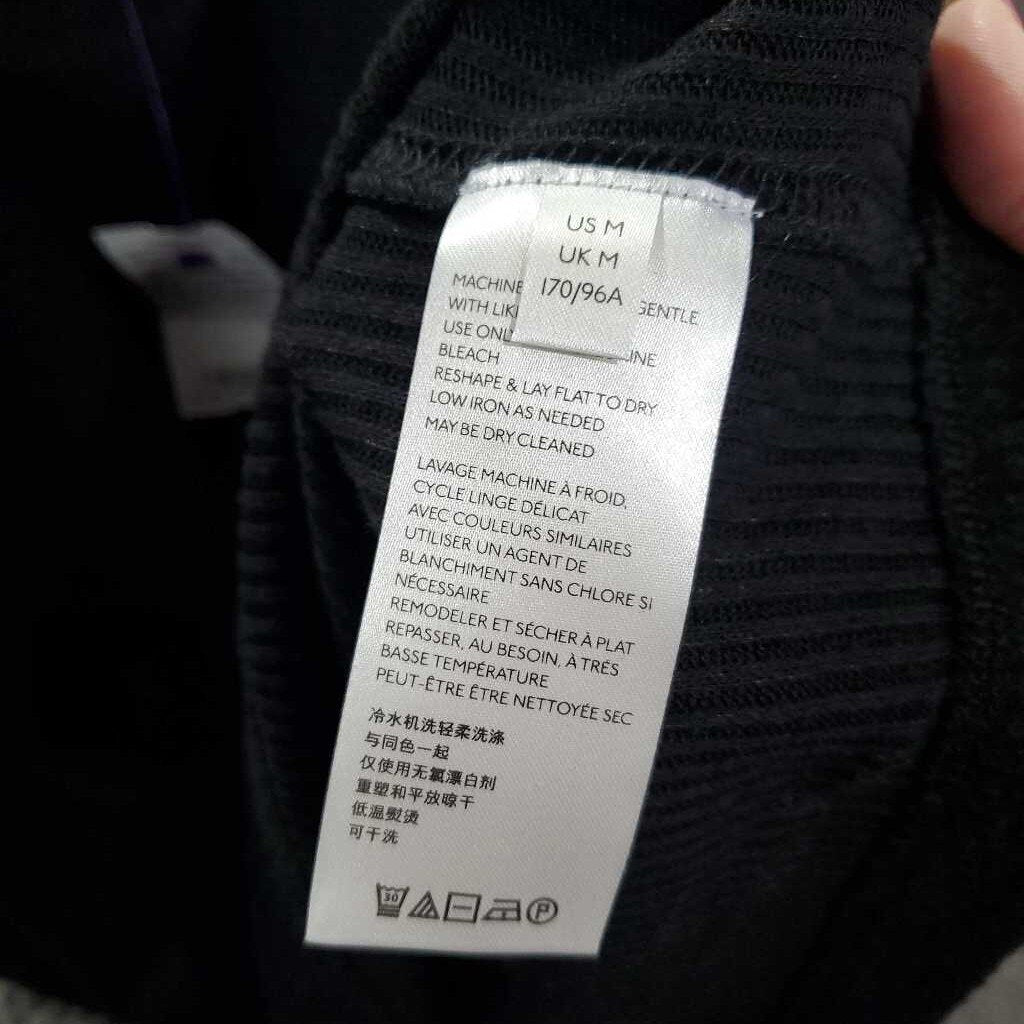 US M
UK M
170/96A
MACHINE GENTLE
WITH
USE
BLEACH
RESHAPE & LAY FLAT TO DRY
LOW IRON AS NEEDED
MAY BE DRY CLEANED
LAVAGE MACHINE À FROID,
CYCLE LINGE DÉLICAT
AVEC COULEURS SIMILAIRES
UTILISER UN AGENT DE
BLANCHIMENT SANS CHLORE SI
NÉCESSAIRE
REMODELER ET SÉCHER À PLAT
REPASSER, AU BESOIN, À TRÈS
BASSE TEMPÉRATURE
PEUT-ÊTRE ÊTRE NETTOYÉE SEC
冷水机洗轻柔洗涤
与同色一起
仅使用无氯漂白剂
重塑和平放晾干
低温熨烫
可干洗
30 P